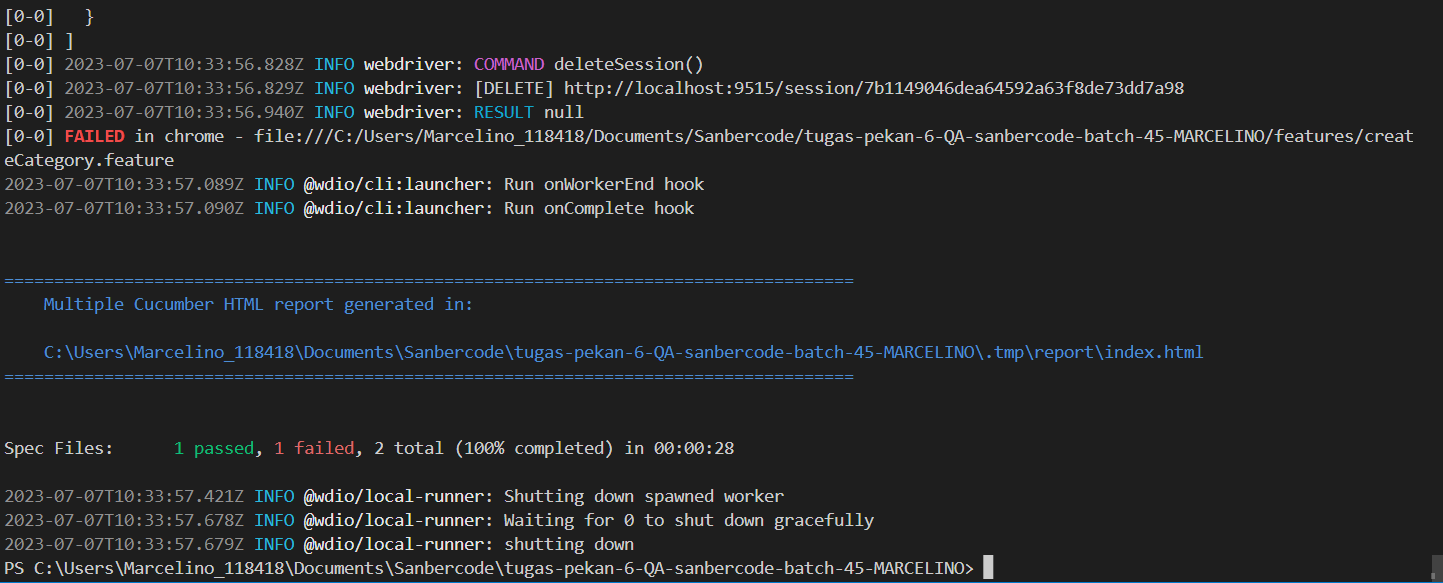 [0-0]   }
[0-0] ]
[0-0] 2023-07-07T10:33:56.828Z INFO webdriver: COMMAND deleteSession()
[0-0] 2023-07-07T10:33:56.829Z INFO webdriver: [DELETE] http://localhost:9515/session/7b1149046dea64592a63f8de73dd7a98
[0-0] 2023-07-07T10:33:56.940Z INFO webdriver: RESULT null
[0-0] FAILED in chrome - file:///C:/Users/Marcelino_118418/Documents/Sanbercode/tugas-pekan-6-QA-sanbercode-batch-45-MARCELINO/features/creat
eCategory.feature
2023-07-07T10:33:57.089Z INFO @wdio/cli:launcher: Run onWorkerEnd hook
2023-07-07T10:33:57.090Z INFO @wdio/cli:launcher: Run onComplete hook
=====================================================================================
Multiple Cucumber HTML report generated in:
C:\Users\Marcelino_118418\Documents\Sanbercode\tugas-pekan-6-QA-sanbercode-batch-45-MARCELINO\.tmp\report\index.html
=====================================================================================
Spec Files:      1 passed, 1 failed, 2 total (100% completed) in 00:00:28
2023-07-07T10:33:57.421Z INFO @wdio/local-runner: Shutting down spawned worker
2023-07-07T10:33:57.678Z INFO @wdio/local-runner: Waiting for 0 to shut down gracefully
2023-07-07T10:33:57.679Z INFO @wdio/local-runner: shutting down
PS C:\Users\Marcelino_118418\Documents\Sanbercode\tugas-pekan-6-QA-sanbercode-batch-45-MARCELINO>